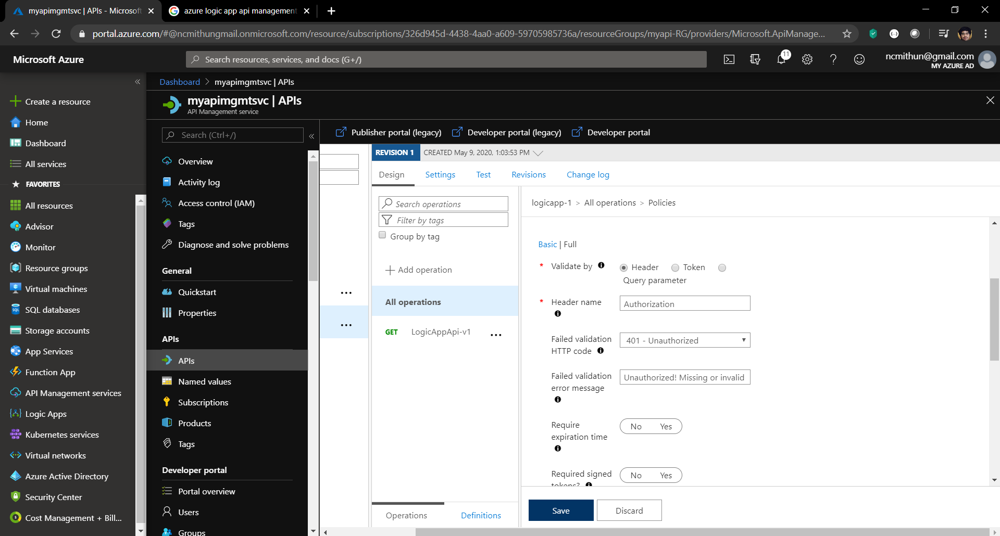 myapimgmtsvc | APIs - Microsoft
azure logic app api management
portal.azure.com/#@ncmithungmail.onmicrosoft.com/resource/subscriptions/326d945d-4438-4aa0-a609-59705985736a/resourceGroups/myapi-RG/providers/Microsoft.ApiManage...
Microsoft Azure
Search resources, services, and docs (G+/)
11
ncmithun@gmail.com
MY AZURE AD
Create a resource
Home
Dashboard
All services
FAVORITES
All resources
Advisor
Monitor
Resource groups
Virtual machines
SQL databases
Storage accounts
App Services
Function App
API Management services
Logic Apps
Kubernetes services
Virtual networks
Azure Active Directory
Security Center
Cost Management + Bill...
Dashboard > myapimgmtsvc | APIs
myapimgmtsvc | APIs
API Management service
Search (Ctrl+/)
Overview
Activity log
Access control (IAM)
Tags
Diagnose and solve problems
General
Quickstart
Properties
APIs
APIs
Named values
Subscriptions
Products
Tags
Developer portal
Portal overview
Users
Groups
Publisher portal (legacy)
Developer portal (legacy)
Developer portal
REVISION 1
CREATED May 9, 2020, 1:03:53 PM
Design
Settings
Test
Revisions
Change log
Search operations
Filter by tags
Group by tag
Add operation
All operations
GET LogicAppApi-v1
Operations
Definitions
logicapp-1 > All operations > Policies
Basic | Full
* Validate by
Header
Token
Query parameter
* Header name
Authorization
Failed validation
HTTP code
401 - Unauthorized
Failed validation
error message
Unauthorized! Missing or invalid
Require
expiration time
No Yes
Required signed
tokens?
No Yes
Save
Discard